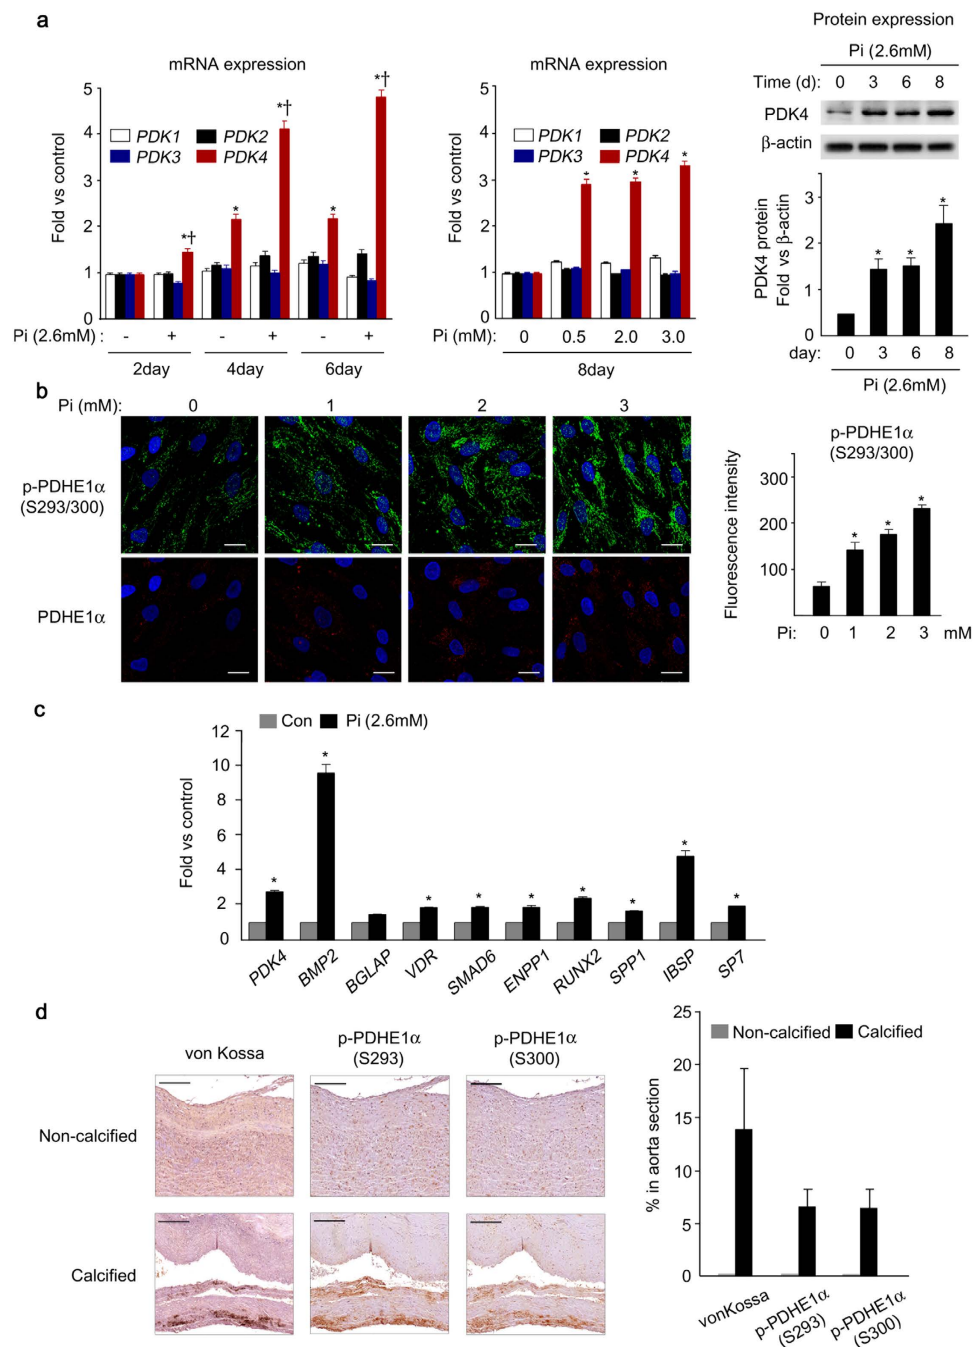 a
mRNA expression
5
4
3
2
1
0
Fold vs control
PDK1 PDK2
PDK3 PDK4
*† * *† * *†
Pi (2.6mM) : - + - + - +
2day 4day 6day
mRNA expression
5
4
3
2
1
0
Fold vs control
PDK1 PDK2
PDK3 PDK4
* * *
Pi (mM): 0 0.5 2.0 3.0
8day
Protein expression
Pi (2.6mM)
Time (d): 0 3 6 8
PDK4
β-actin
PDK4 protein
Fold vs β-actin
4
3
2
1
0
* * *
day: 0 3 6 8
Pi (2.6mM)
b
Pi (mM): 0 1 2 3
p-PDHE1α
(S293/300)
PDHE1α
p-PDHE1α
(S293/300)
Fluorescence intensity
300
200
100
* * *
Pi: 0 1 2 3 mM
c
Con Pi (2.6mM)
Fold vs control
12
10
8
6
4
2
0
* * * * * * * * *
PDK4 BMP2 BGLAP VDR SMAD6 ENPP1 RUNX2 SPP1 IBSP SP7
d
von Kossa
p-PDHE1α
(S293)
p-PDHE1α
(S300)
Non-calcified
Calcified
Non-calcified Calcified
% in aorta section
25
20
15
10
5
0
vonKossa
p-PDHE1α
(S293)
p-PDHE1α
(S300)